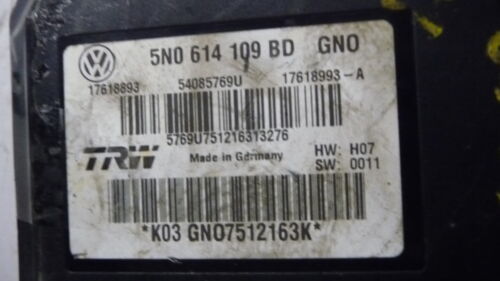 5N0 614 109 BD GNO
17618893 54085769U 17618993-A
5769U751216313276
TRW Made in Germany HW: H07
SW: 0011
*K03 GNO7512163K*